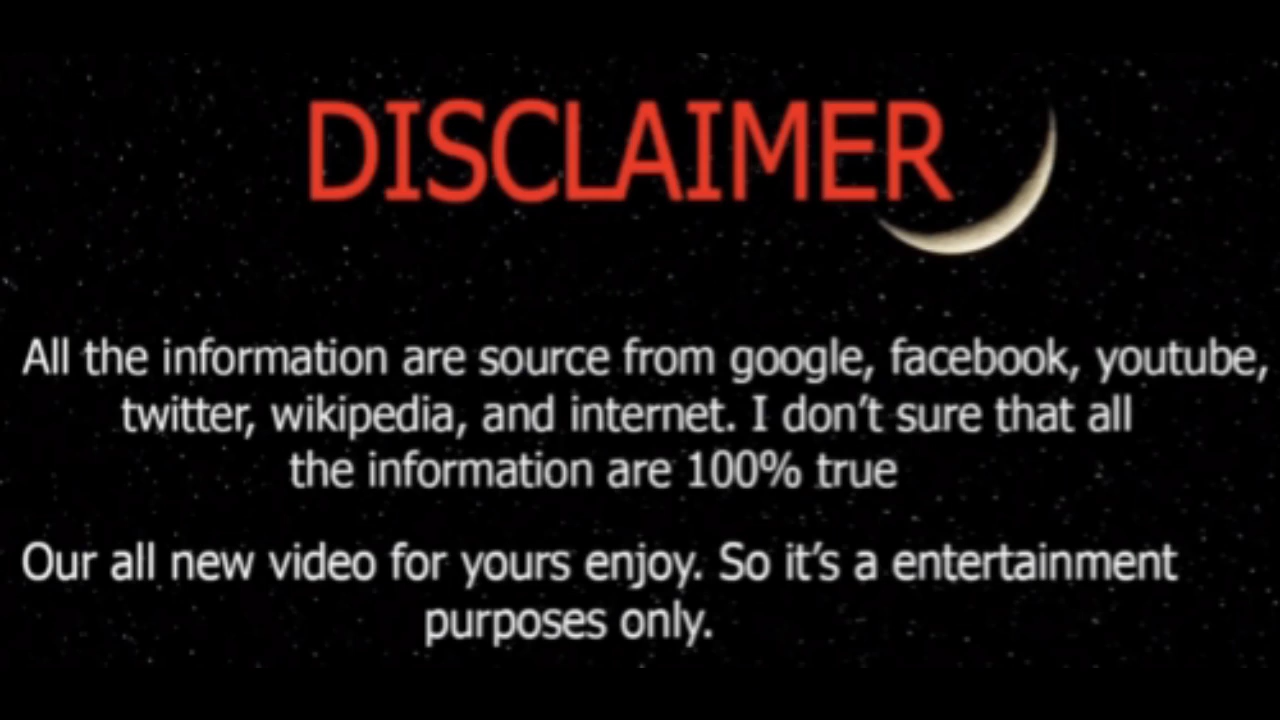 DISCLAIMER
All the information are source from google, facebook, youtube,
twitter, wikipedia, and internet. I don’t sure that all
the information are 100% true
Our all new video for yours enjoy. So it’s a entertainment
purposes only.